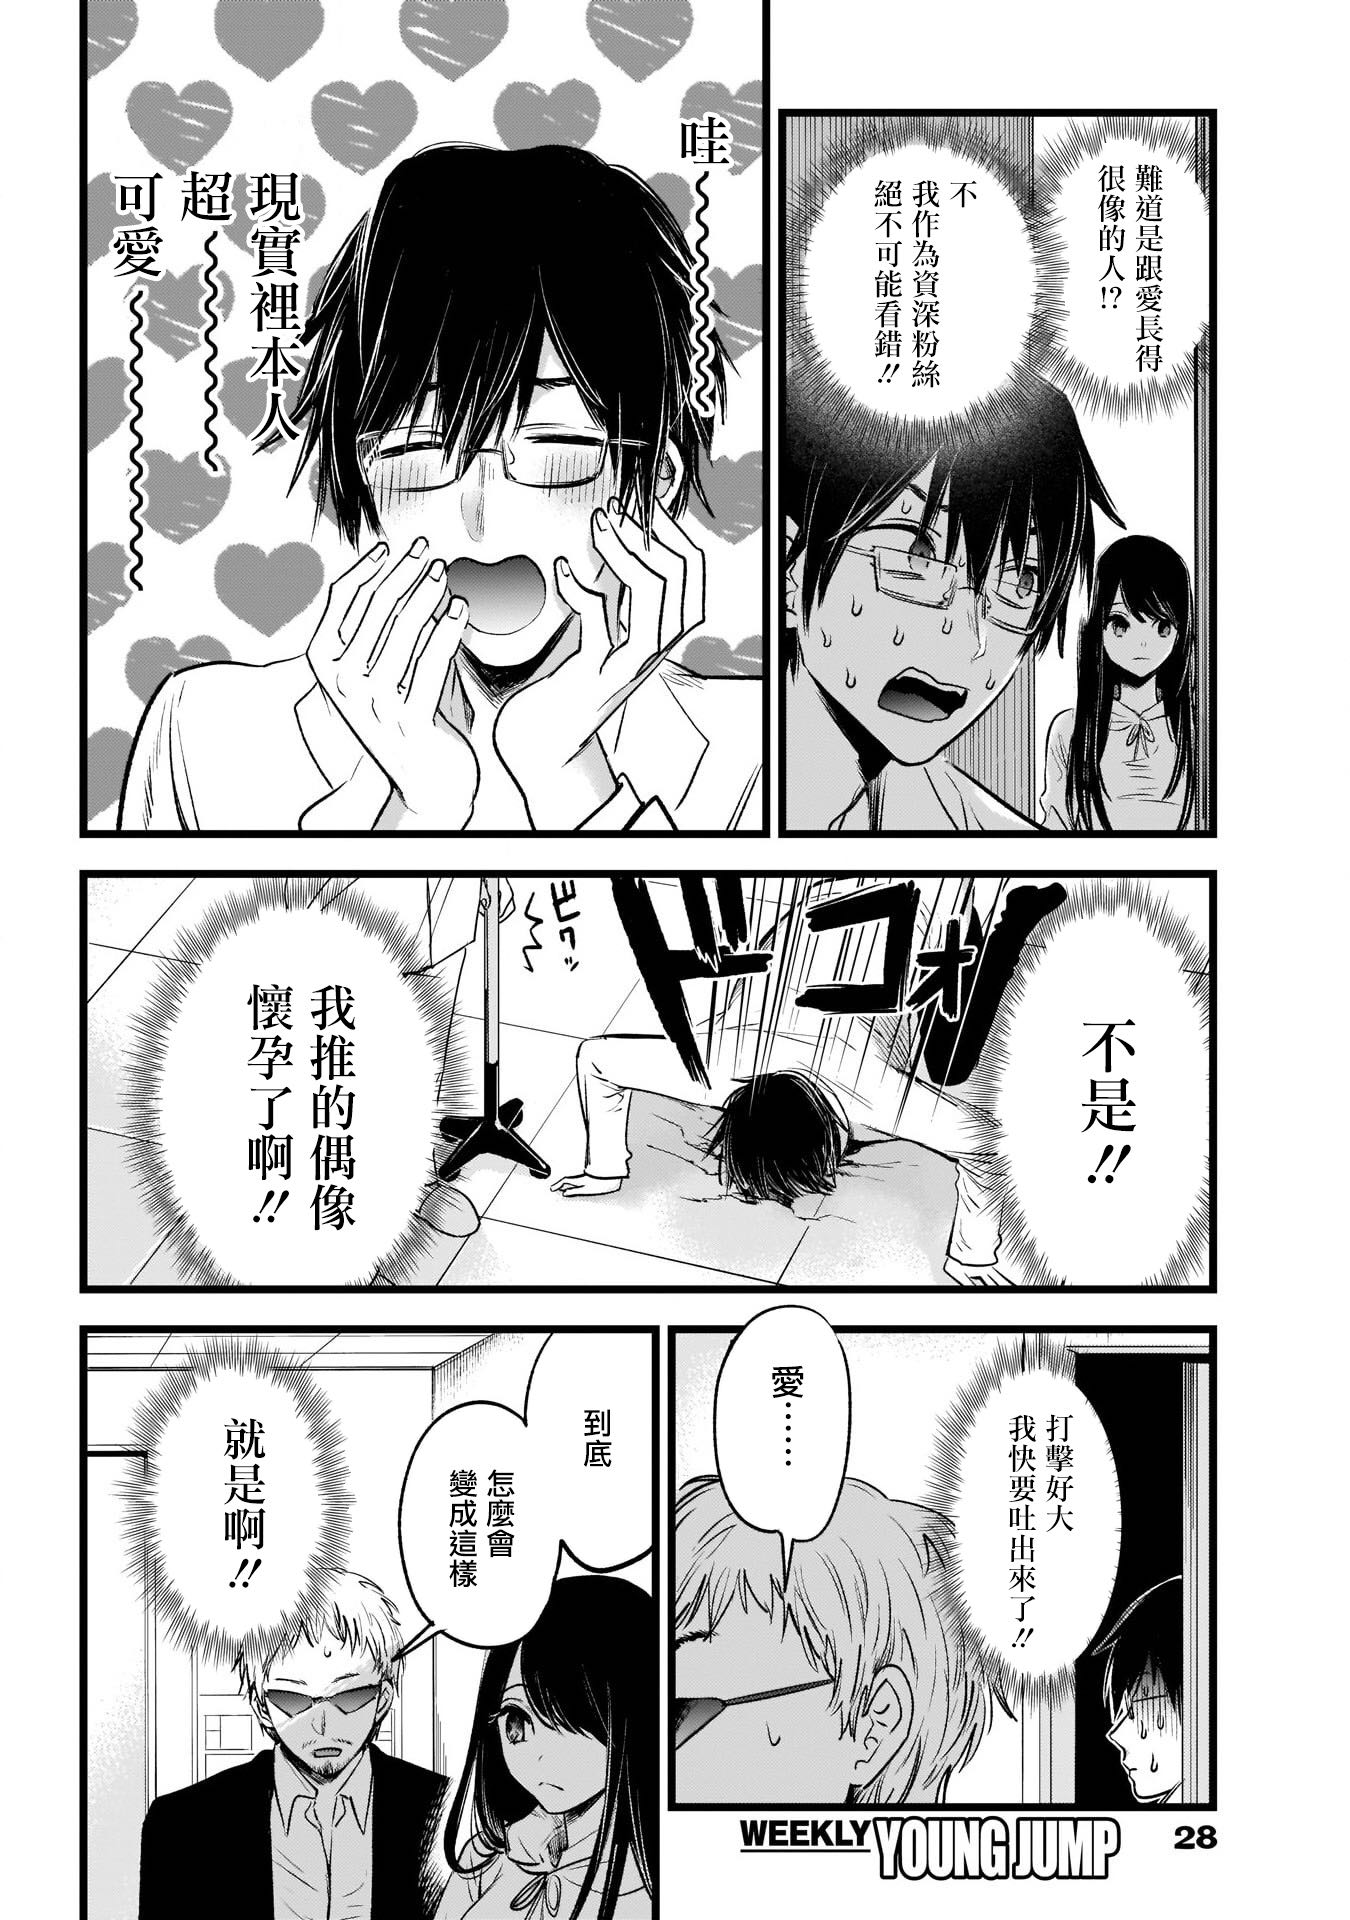 難道是跟愛長得
很像的人!?
不
我作為資深粉絲
絕不可能看錯!!
哇～
現實裡本人
超～
可愛～
不是!!
ドゴォ
ビクッ
我推的偶像
懷孕了啊!!
打擊好大
我快要吐出來了!!
愛……
到底
怎麼會
變成這樣
就是啊!!
WEEKLY YOUNG JUMP 28